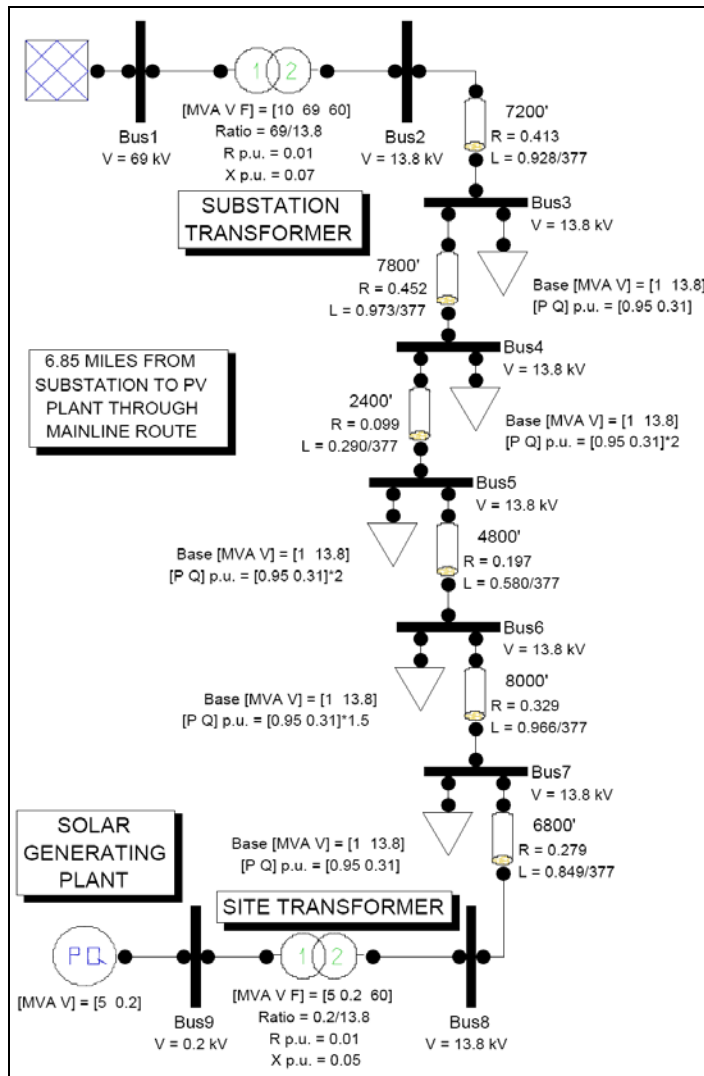 1 2
[MVA V F] = [10 69 60]
Ratio = 69/13.8
R p.u. = 0.01
X p.u. = 0.07
Bus1
V = 69 kV
Bus2
V = 13.8 kV
7200'
R = 0.413
L = 0.928/377
SUBSTATION
TRANSFORMER
Bus3
V = 13.8 kV
7800'
R = 0.452
L = 0.973/377
Base [MVA V] = [1 13.8]
[P Q] p.u. = [0.95 0.31]
6.85 MILES FROM
SUBSTATION TO PV
PLANT THROUGH
MAINLINE ROUTE
Bus4
V = 13.8 kV
2400'
R = 0.099
L = 0.290/377
Base [MVA V] = [1 13.8]
[P Q] p.u. = [0.95 0.31]*2
Bus5
V = 13.8 kV
4800'
R = 0.197
L = 0.580/377
Base [MVA V] = [1 13.8]
[P Q] p.u. = [0.95 0.31]*2
Bus6
V = 13.8 kV
8000'
R = 0.329
L = 0.966/377
Base [MVA V] = [1 13.8]
[P Q] p.u. = [0.95 0.31]*1.5
Bus7
V = 13.8 kV
6800'
R = 0.279
L = 0.849/377
Base [MVA V] = [1 13.8]
[P Q] p.u. = [0.95 0.31]
SOLAR
GENERATING
PLANT
SITE TRANSFORMER
PQ
[MVA V] = [5 0.2]
Bus9
V = 0.2 kV
1 2
[MVA V F] = [5 0.2 60]
Ratio = 0.2/13.8
R p.u. = 0.01
X p.u. = 0.05
Bus8
V = 13.8 kV